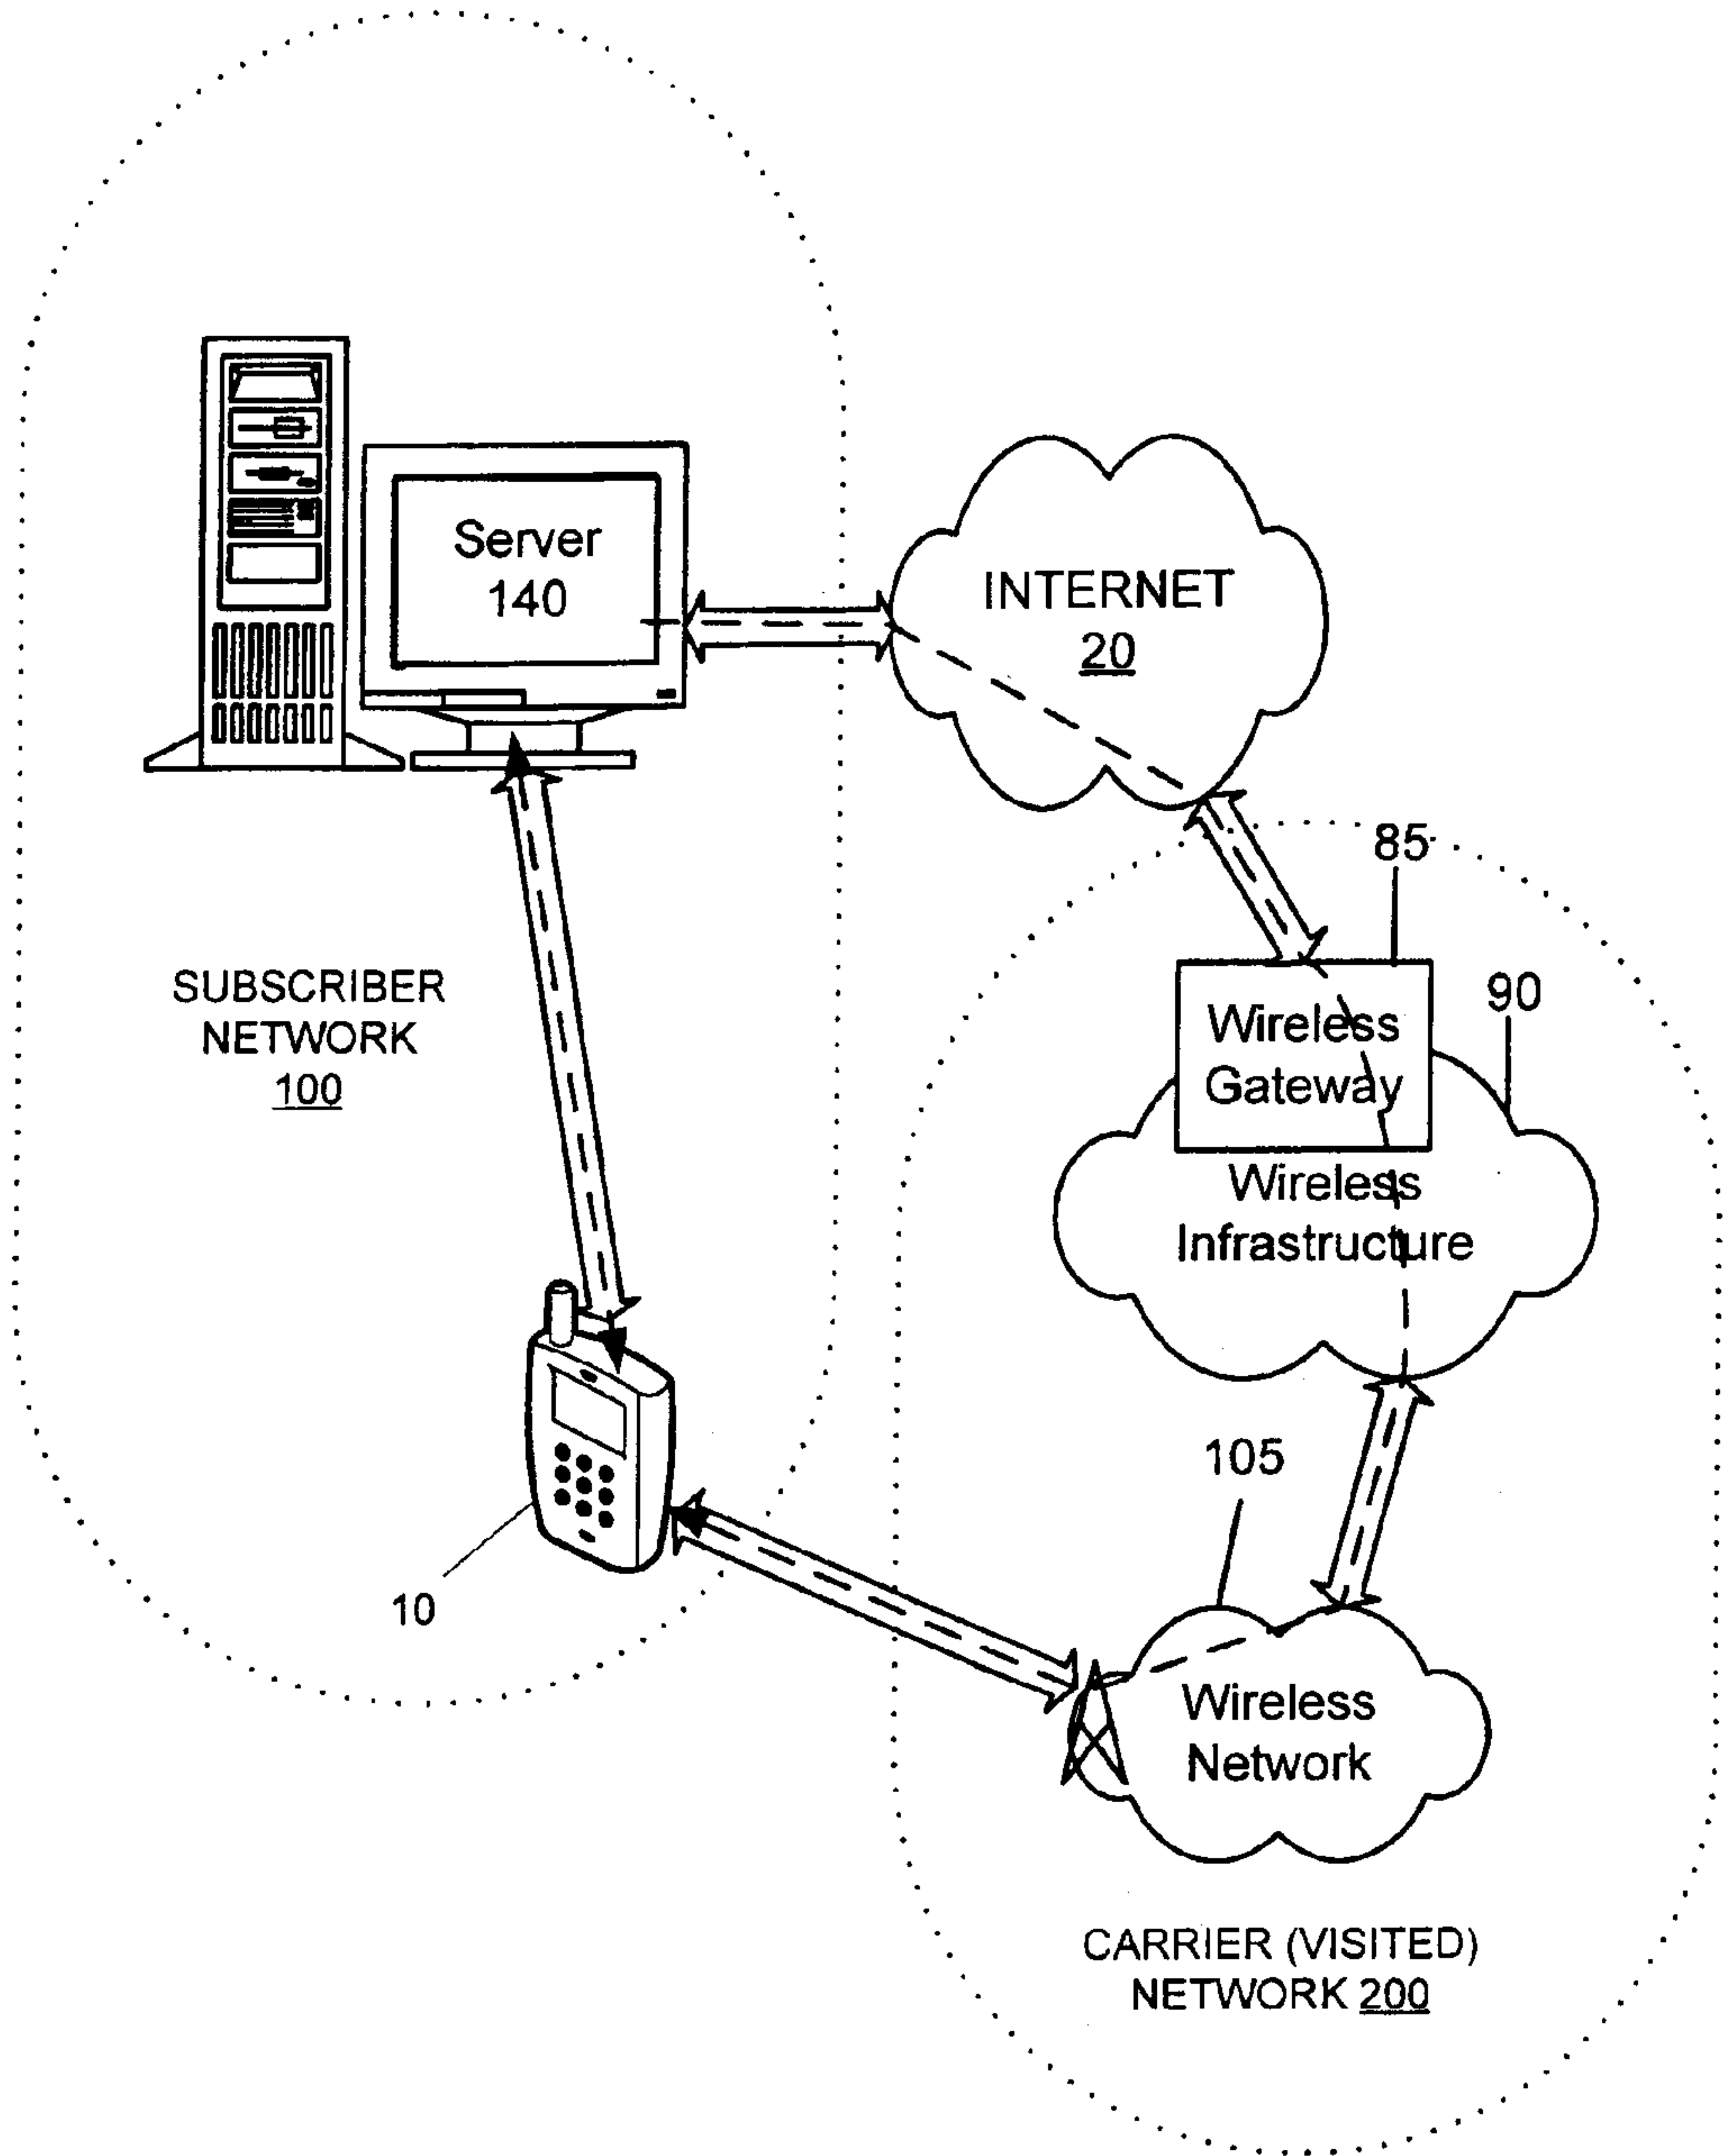 Server
140
INTERNET
20
85
90
Wireless
Gateway
Wireless
Infrastructure
SUBSCRIBER
NETWORK
100
10
105
Wireless
Network
CARRIER (VISITED)
NETWORK 200